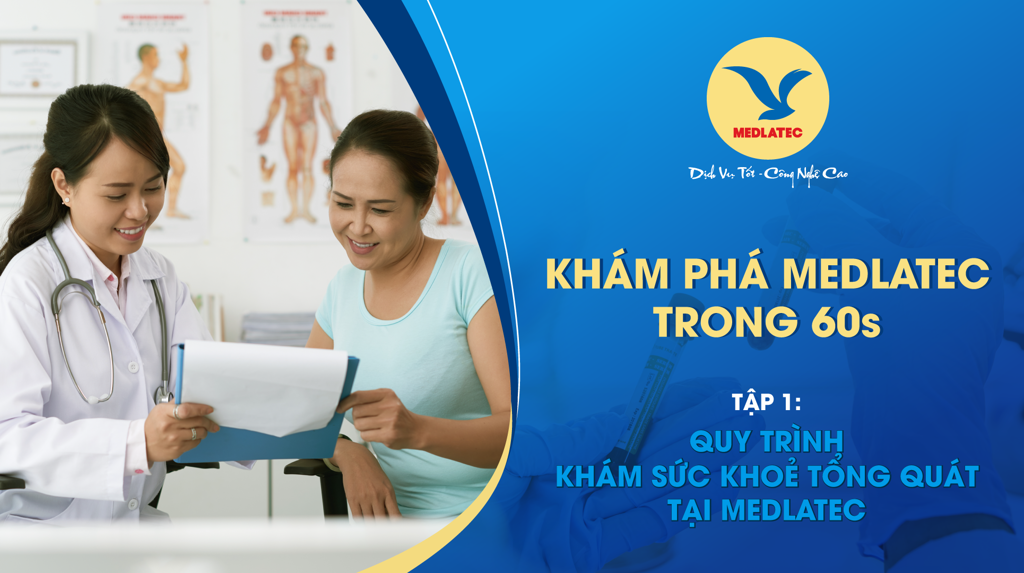 MEDLATEC
Dịch Vụ Tốt - Công Nghệ Cao
KHÁM PHÁ MEDLATEC
TRONG 60s
TẬP 1:
QUY TRÌNH
KHÁM SỨC KHOẺ TỔNG QUÁT
TẠI MEDLATEC